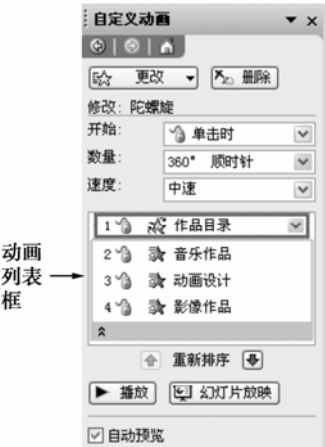 自定义动画
更改 删除
修改: 陀螺旋
开始: 单击时
数量: 360° 顺时针
速度: 中速
1 作品目录
2 音乐作品
3 动画设计
4 影像作品
动画
列表
框
重新排序
播放 幻灯片放映
自动预览